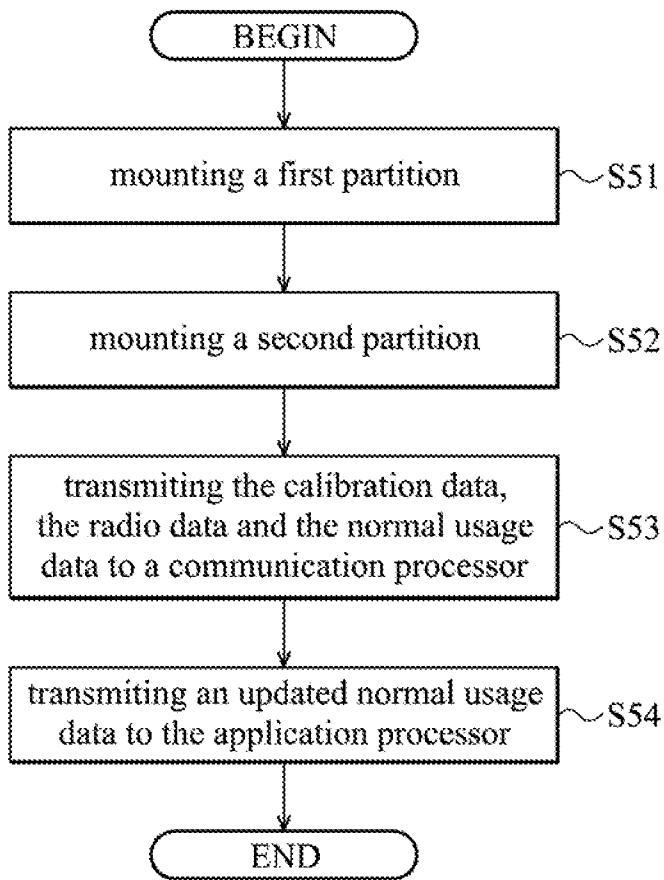 BEGIN
mounting a first partition
S51
mounting a second partition
S52
transmiting the calibration data,
the radio data and the normal usage
data to a communication processor
S53
transmiting an updated normal usage
data to the application processor
S54
END